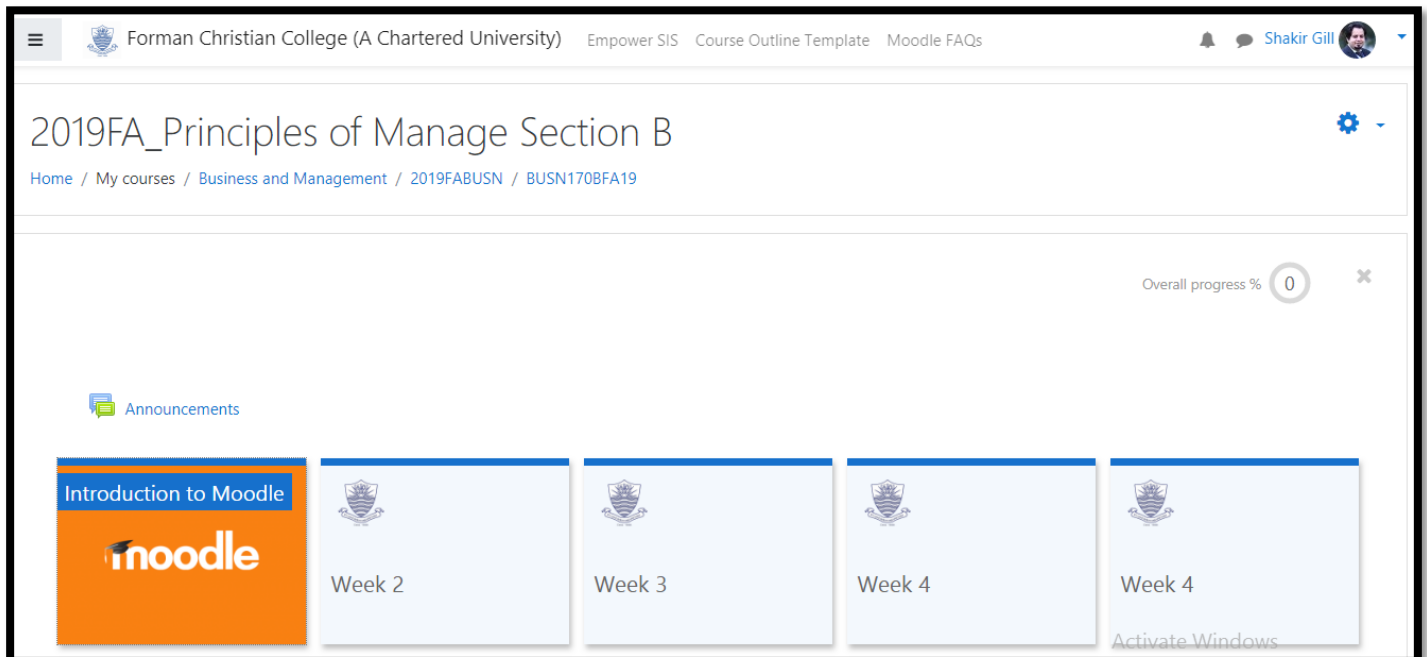 Forman Christian College (A Chartered University) Empower SIS Course Outline Template Moodle FAQs Shakir Gill
2019FA_Principles of Manage Section B
Home / My courses / Business and Management / 2019FABUSN / BUSN170BFA19
Overall progress % 0
Announcements
Introduction to Moodle
moodle
Week 2
Week 3
Week 4
Week 4
Activate Windows